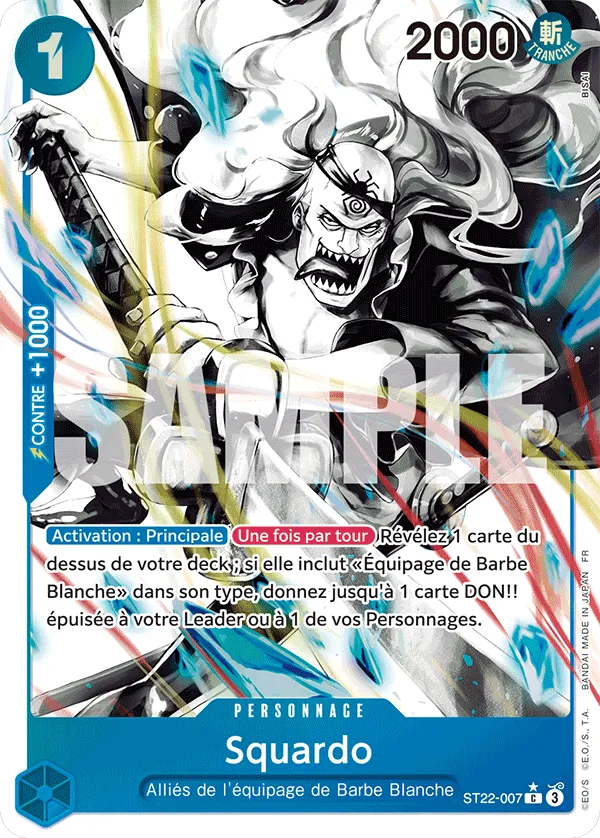 1
2000
斬
TRANCHE
BISAI
CONTRE +1000
SAMPLE
Activation : Principale Une fois par tour Révélez 1 carte du
dessus de votre deck ; si elle inclut «Équipage de Barbe
Blanche» dans son type, donnez jusqu'à 1 carte DON!!
épuisée à votre Leader ou à 1 de vos Personnages.
PERSONNAGE
Squardo
Alliés de l'équipage de Barbe Blanche
ST22-007 C 3
©E.O/S ©E.O./S., T.A. BANDAI MADE IN JAPAN FR